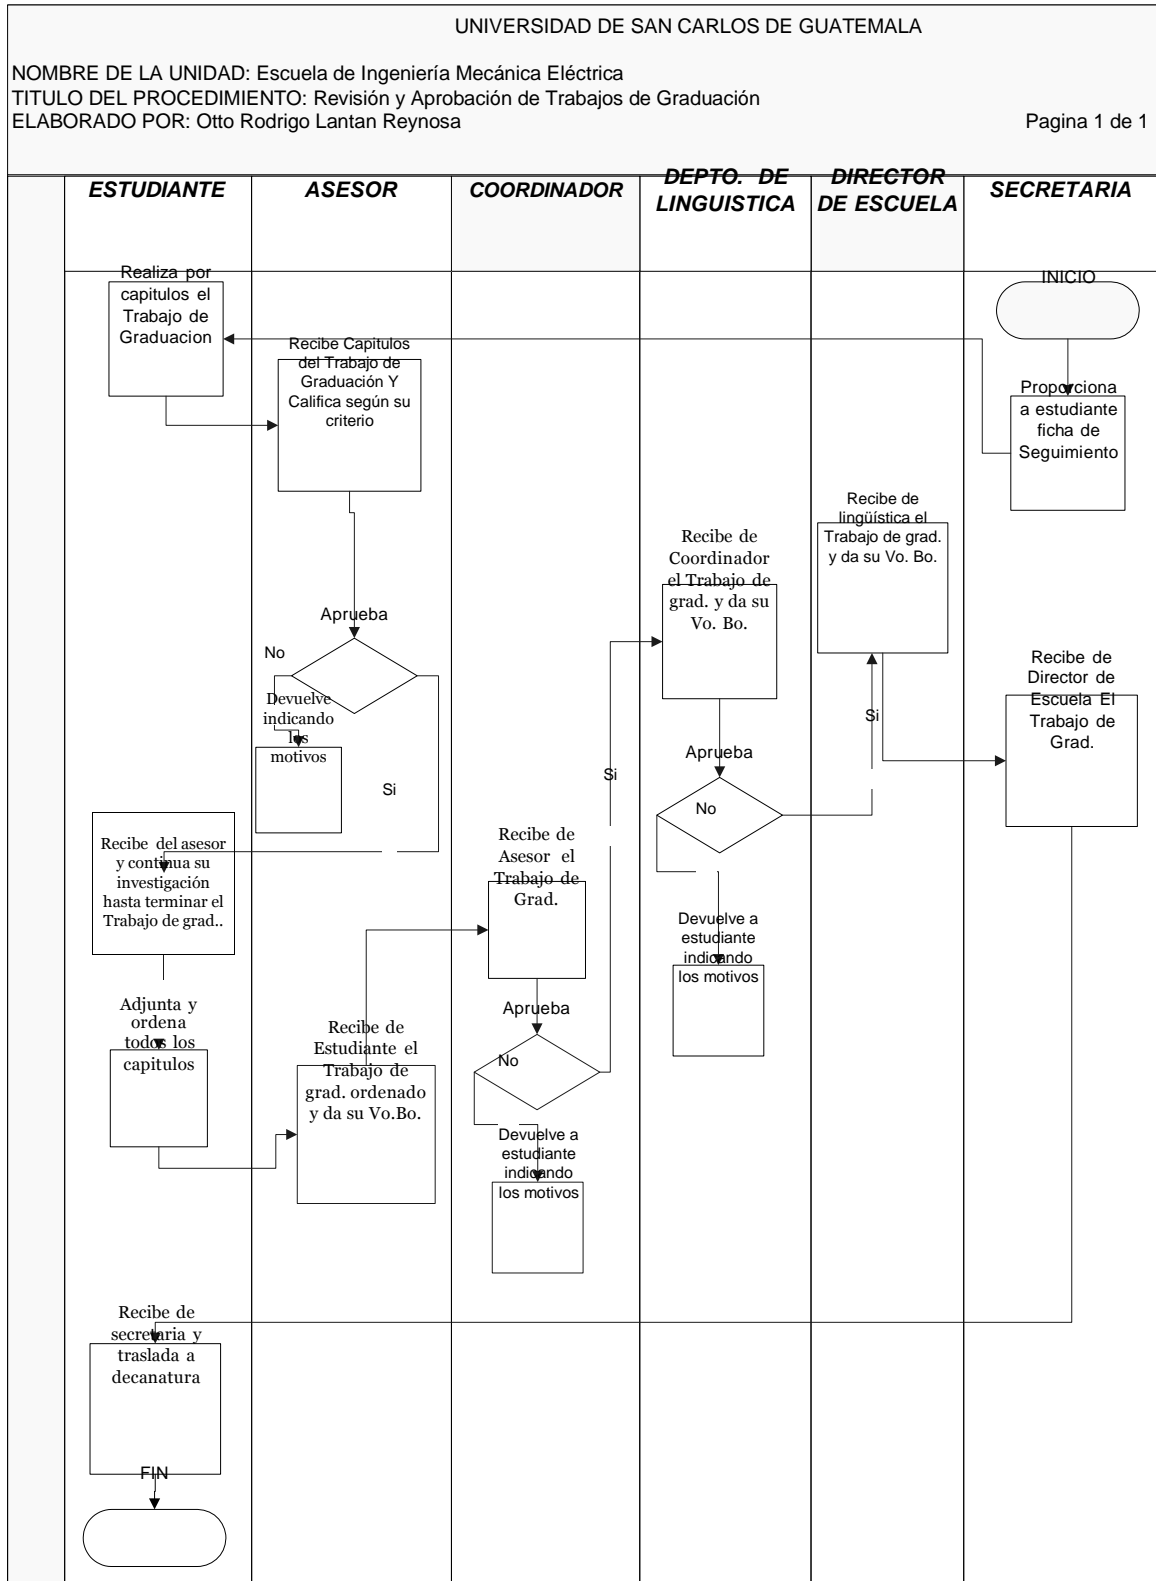 UNIVERSIDAD DE SAN CARLOS DE GUATEMALA
NOMBRE DE LA UNIDAD: Escuela de Ingeniería Mecánica Eléctrica
TITULO DEL PROCEDIMIENTO: Revisión y Aprobación de Trabajos de Graduación
ELABORADO POR: Otto Rodrigo Lantan Reynosa
Pagina 1 de 1
ESTUDIANTE
ASESOR
COORDINADOR
DEPTO. DE
LINGUISTICA
DIRECTOR
DE ESCUELA
SECRETARIA
INICIO
Proporciona
a estudiante
ficha de
Seguimiento
Realiza por
capitulos el
Trabajo de
Graduacion
Recibe Capitulos
del Trabajo de
Graduación Y
Califica según su
criterio
Aprueba
No
Devuelve
indicando
los
motivos
Si
Recibe del asesor
y continua su
investigación
hasta terminar el
Trabajo de grad..
Adjunta y
ordena
todos los
capitulos
Recibe de
Estudiante el
Trabajo de
grad. ordenado
y da su Vo.Bo.
Recibe de
Asesor el
Trabajo de
Grad.
Aprueba
No
Devuelve a
estudiante
indicando
los motivos
Si
Recibe de
Coordinador
el Trabajo de
grad. y da su
Vo. Bo.
Aprueba
No
Devuelve a
estudiante
indicando
los motivos
Si
Recibe de
lingüística el
Trabajo de grad.
y da su Vo. Bo.
Recibe de
Director de
Escuela El
Trabajo de
Grad.
Recibe de
secretaria y
traslada a
decanatura
FIN